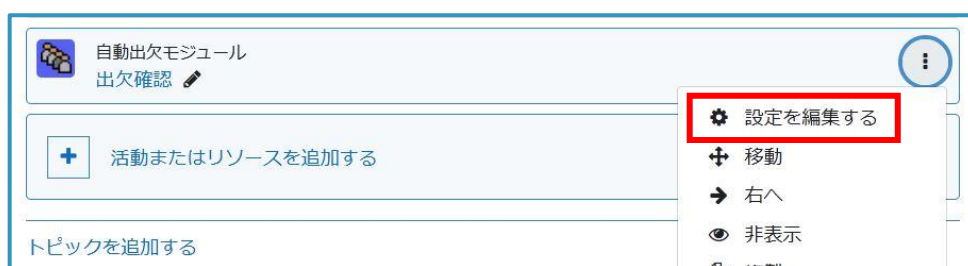 自動出欠モジュール
出欠確認
設定を編集する
活動またはリソースを追加する
移動
右へ
非表示
トピックを追加する